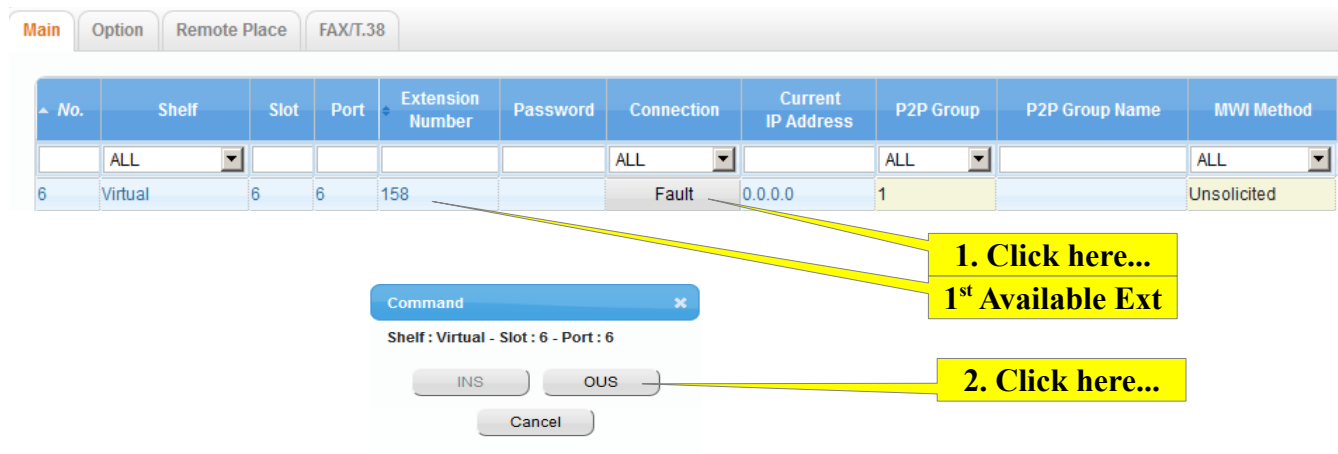 Main Option Remote Place FAX/T.38
No. Shelf Slot Port Extension Number Password Connection Current IP Address P2P Group P2P Group Name MWI Method
ALL ALL ALL ALL
6 Virtual 6 6 158 Fault 0.0.0.0 1 Unsolicited
1. Click here...
1st Available Ext
Command
Shelf : Virtual - Slot : 6 - Port : 6
INS OUS
2. Click here...
Cancel